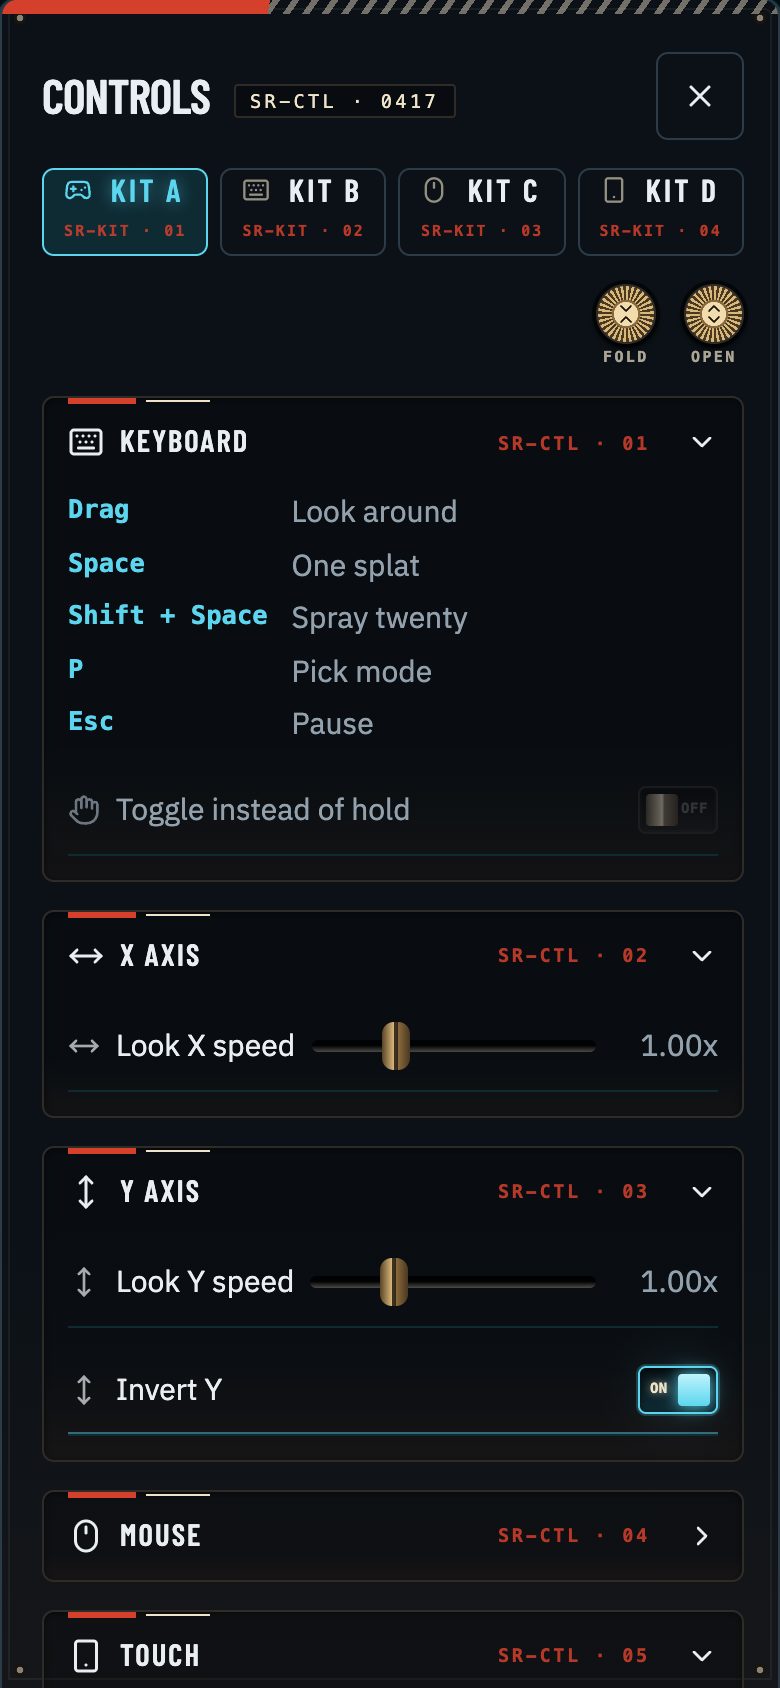 CONTROLS SR-CTL · 0417
KIT A KIT B KIT C KIT D
SR-KIT · 01 SR-KIT · 02 SR-KIT · 03 SR-KIT · 04
FOLD OPEN
KEYBOARD SR-CTL · 01
Drag Look around
Space One splat
Shift + Space Spray twenty
P Pick mode
Esc Pause
Toggle instead of hold OFF
X AXIS SR-CTL · 02
Look X speed 1.00x
Y AXIS SR-CTL · 03
Look Y speed 1.00x
Invert Y ON
MOUSE SR-CTL · 04
TOUCH SR-CTL · 05